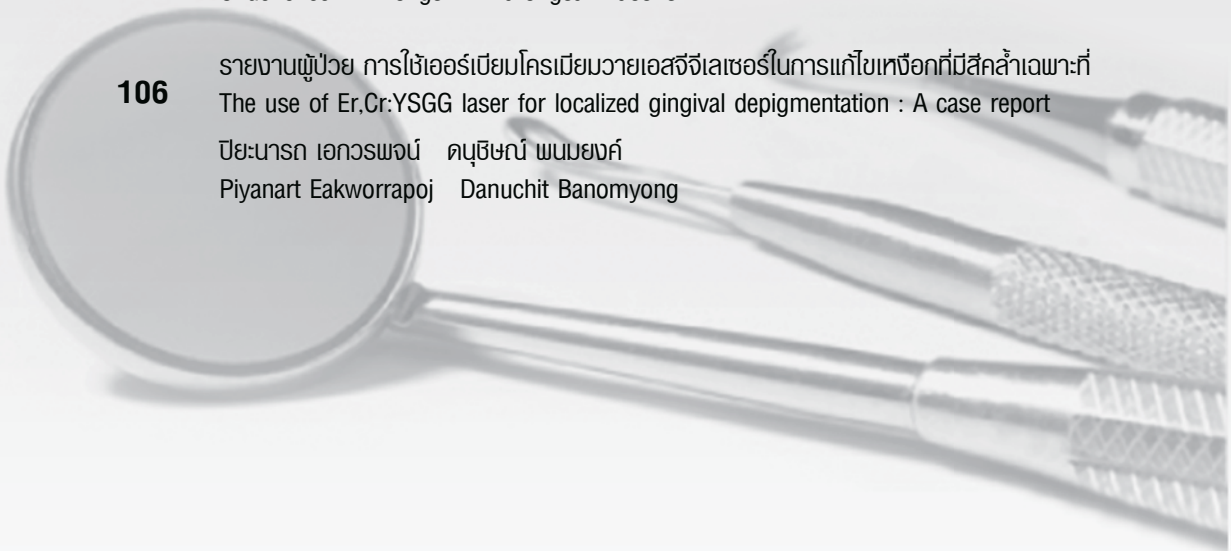 106
รายงานผู้ป่วย การใช้เออร์เบียมโครเมียมวายเอสจีจีเลเซอร์ในการแก้ไขเหงือกที่มีสีคล้ำเฉพาะที่
The use of Er,Cr:YSGG laser for localized gingival depigmentation : A case report
ปิยะนารถ เอกวรพจน์ ดนุชิษณ์ พนมยงค์
Piyanart Eakworrapoj Danuchit Banomyong